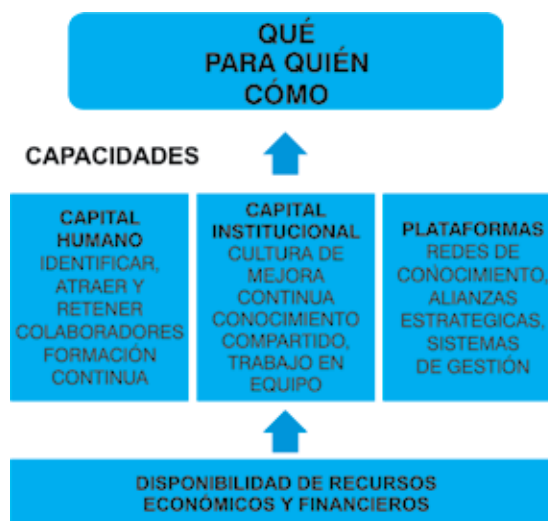 QUÉ
PARA QUIÉN
CÓMO
CAPACIDADES
CAPITAL
HUMANO
IDENTIFICAR,
ATRAER Y
RETENER
COLABORADORES
FORMACIÓN
CONTINUA
CAPITAL
INSTITUCIONAL
CULTURA DE
MEJORA
CONTINUA
CONOCIMIENTO
COMPARTIDO,
TRABAJO EN
EQUIPO
PLATAFORMAS
REDES DE
COÑOCIMIENTO,
ALIANZAS
ESTRATEGICAS,
SISTEMAS
DE GESTIÓN
DISPONIBILIDAD DE RECURSOS
ECONÓMICOS Y FINANCIEROS